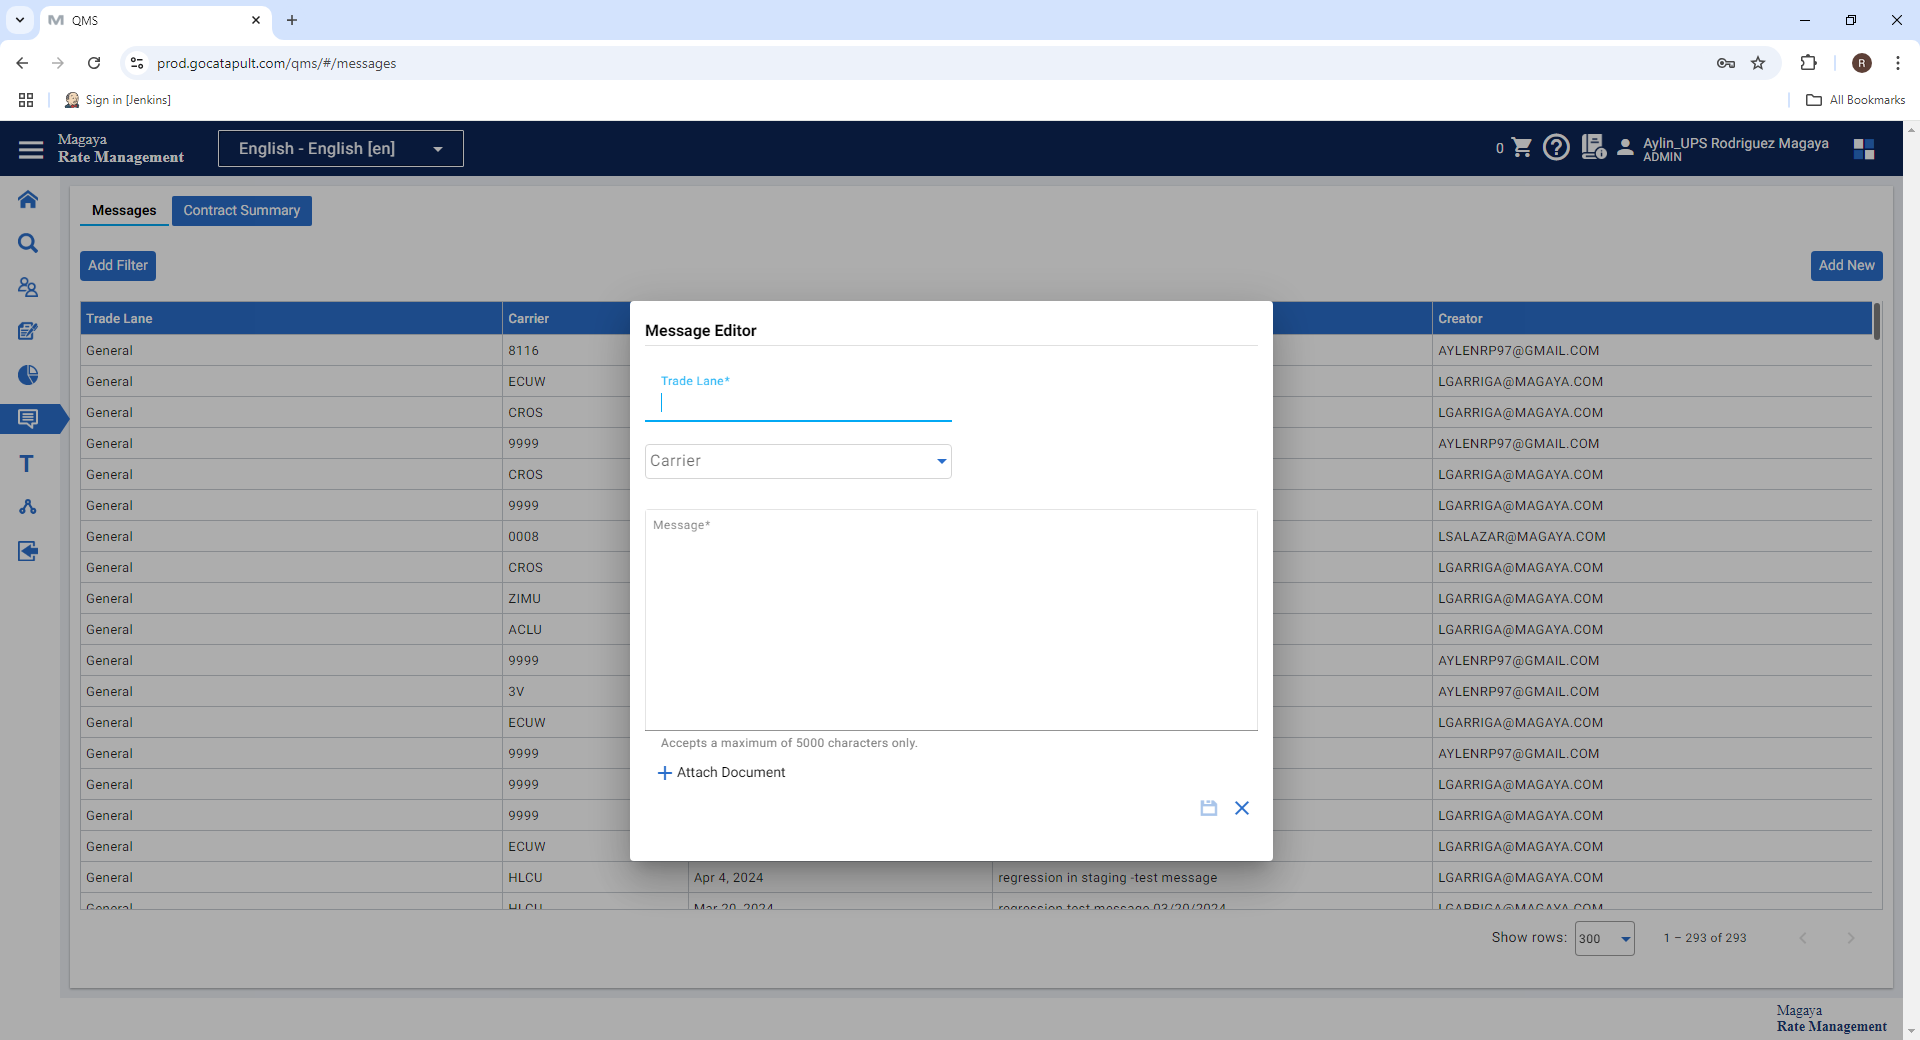 QMS
prod.gocatapult.com/qms/#/messages
R
Sign in [Jenkins]
All Bookmarks
Magaya
Rate Management
English - English [en]
0
Aylin_UPS Rodriguez Magaya
ADMIN
Messages
Contract Summary
Add Filter
Add New
Trade Lane
Carrier
Creator
General 8116 AYLENRP97@GMAIL.COM
General ECUW LGARRIGA@MAGAYA.COM
General CROS LGARRIGA@MAGAYA.COM
General 9999 AYLENRP97@GMAIL.COM
General CROS LGARRIGA@MAGAYA.COM
General 9999 LGARRIGA@MAGAYA.COM
General 0008 LSALAZAR@MAGAYA.COM
General CROS LGARRIGA@MAGAYA.COM
General ZIMU LGARRIGA@MAGAYA.COM
General ACLU LGARRIGA@MAGAYA.COM
General 9999 AYLENRP97@GMAIL.COM
General 3V AYLENRP97@GMAIL.COM
General ECUW LGARRIGA@MAGAYA.COM
General 9999 AYLENRP97@GMAIL.COM
General 9999 LGARRIGA@MAGAYA.COM
General 9999 LGARRIGA@MAGAYA.COM
General ECUW LGARRIGA@MAGAYA.COM
General HLCU Apr 4, 2024 regression in staging -test message LGARRIGA@MAGAYA.COM
General HLCU Mar 20, 2024 regression test message 03/20/2024 LGARRIGA@MAGAYA.COM
Message Editor
Trade Lane*
Carrier
Message*
Accepts a maximum of 5000 characters only.
Attach Document
Show rows: 300 1 – 293 of 293
Magaya
Rate Management